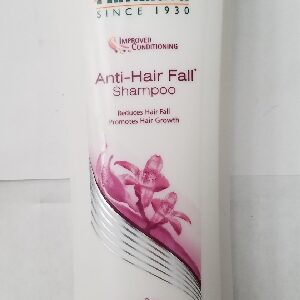 SINCE 1930
IMPROVED
CONDITIONING
Anti-Hair Fall*
Shampoo
Reduces Hair Fall
Promotes Hair Growth